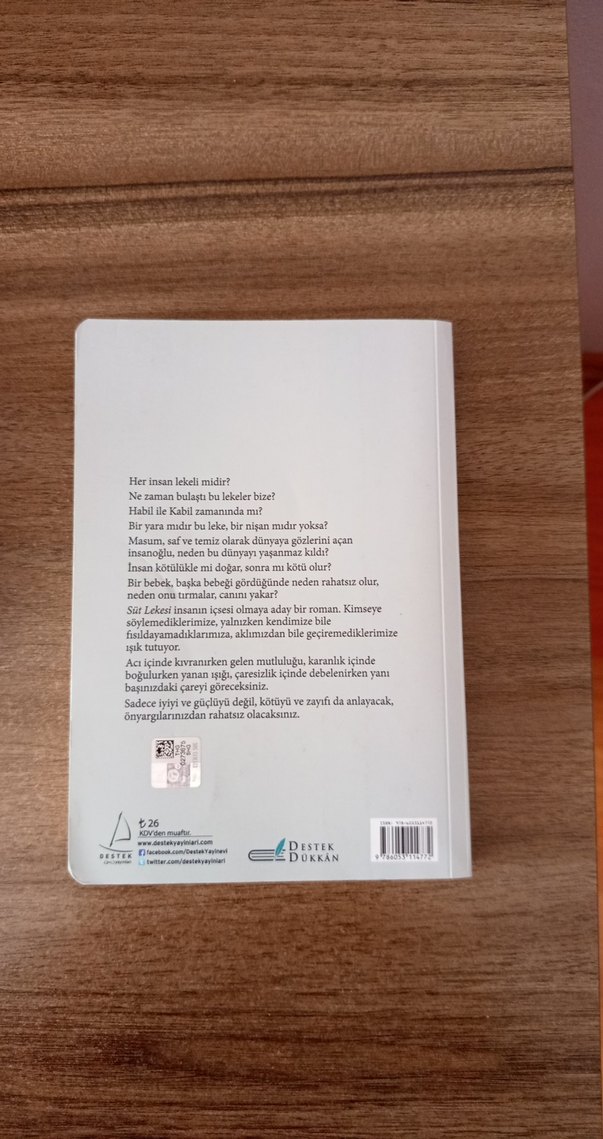 Her insan lekeli midir?
Ne zaman bulaştı bu lekeler bize?
Habil ile Kabil zamanında mı?
Bir yara mıdır bu leke, bir nişan mıdır yoksa?
Masum, saf ve temiz olarak dünyaya gözlerini açan
insanoğlu, neden bu dünyayı yaşanmaz kıldı?
İnsan kötülükle mi doğar, sonra mı kötü olur?
Bir bebek, başka bebeği gördüğünde neden rahatsız olur,
neden onu tırmalar, canını yakar?
Süt Lekesi insanın içsesi olmaya aday bir roman. Kimseye
söylemediklerimize, yalnızken kendimize bile
fısıldayamadıklarımıza, aklımızdan bile geçiremediklerimize
ışık tutuyor.
Acı içinde kıvranırken gelen mutluluğu, karanlık içinde
boğulurken yanan ışığı, çaresizlik içinde debelenirken yanı
başınızdaki çareyi göreceksiniz.
Sadece iyiyi ve güçlüyü değil, kötüyü ve zayıfı da anlayacak,
önyargılarınızdan rahatsız olacaksınız.
₺ 26
KDV'den muaftır.
www.destekyayinlari.com
facebook.com/DestekYayinevi
twitter.com/destekyayinlari
DESTEK
DESTEK
DÜKKÂN
9 786053 114772